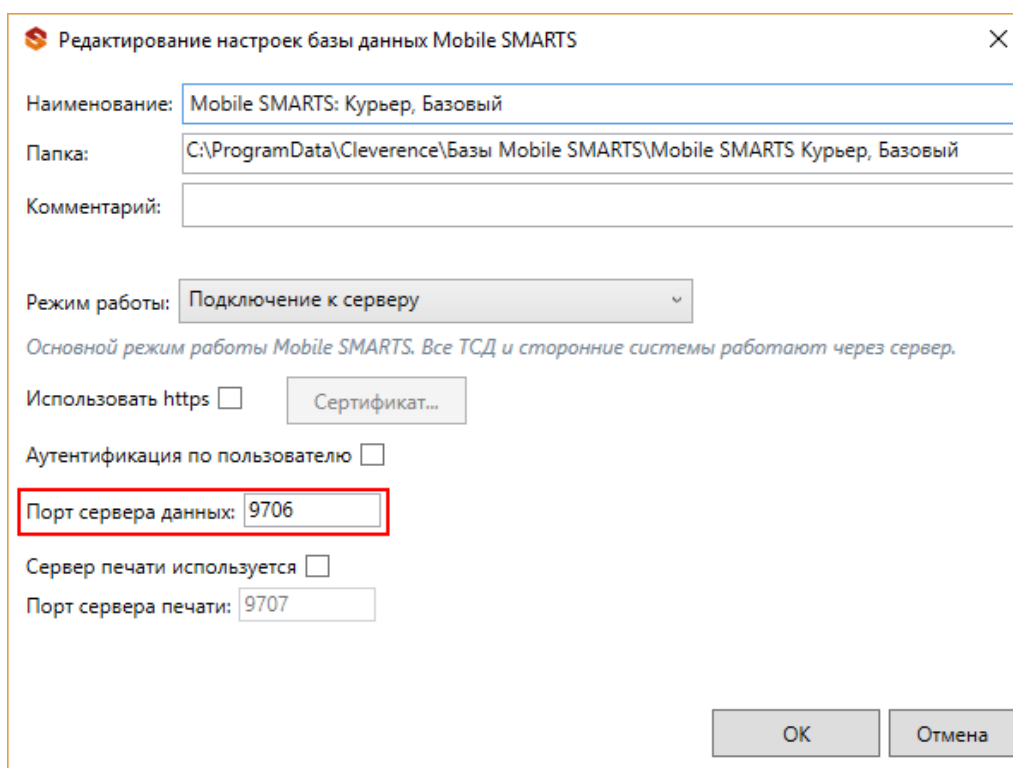 Редактирование настроек базы данных Mobile SMARTS
Наименование: Mobile SMARTS: Курьер, Базовый
Папка: C:\ProgramData\Cleverence\Базы Mobile SMARTS\Mobile SMARTS Курьер, Базовый
Комментарий:
Режим работы: Подключение к серверу
Основной режим работы Mobile SMARTS. Все ТСД и сторонние системы работают через сервер.
Использовать https Сертификат...
Аутентификация по пользователю
Порт сервера данных: 9706
Сервер печати используется
Порт сервера печати: 9707
ОК Отмена